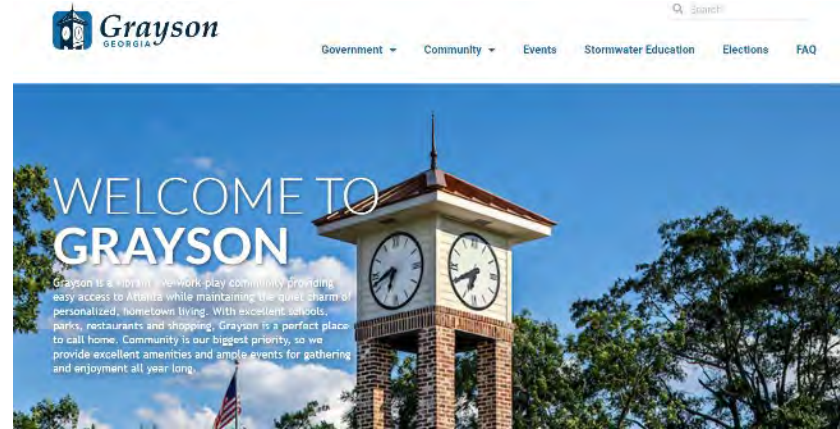 Grayson
GEORGIA
Search
Government
Community
Events
Stormwater Education
Elections
FAQ
WELCOME TO
GRAYSON
Grayson is a vibrant live-work-play community providing
easy access to Atlanta while maintaining the quiet charm of
personalized, hometown living. With excellent schools,
parks, restaurants and shopping, Grayson is a perfect place
to call home. Community is our biggest priority, so we
provide excellent amenities and ample events for gathering
and enjoyment all year long.